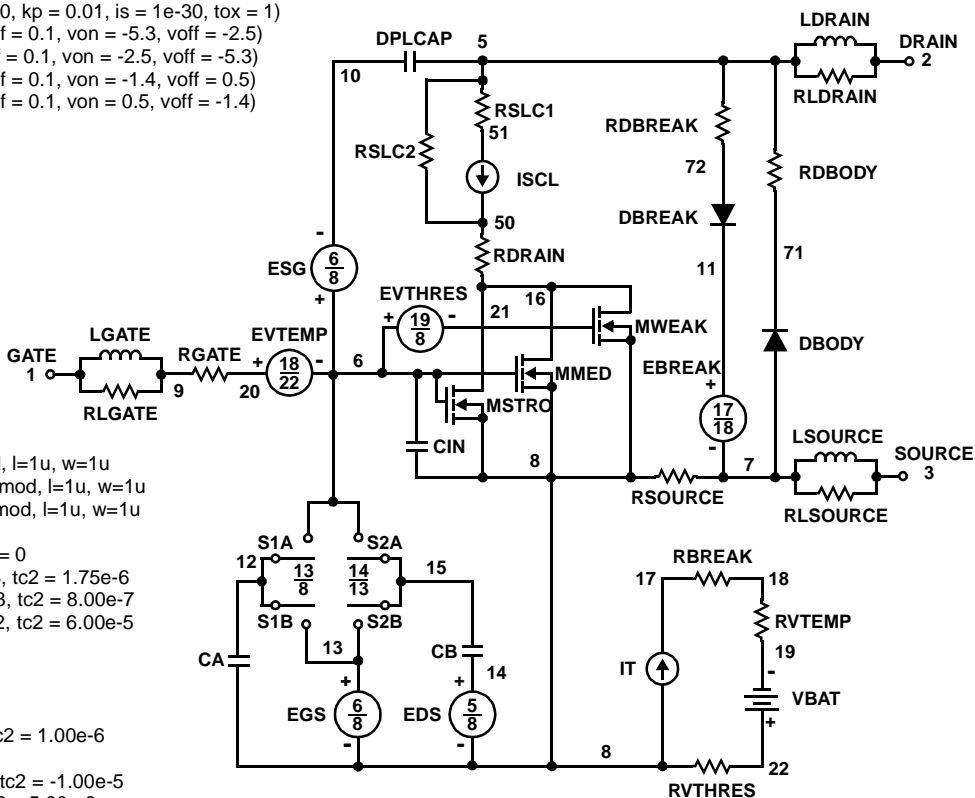 0, kp = 0.01, is = 1e-30, tox = 1)
f = 0.1, von = -5.3, voff = -2.5)
= 0.1, von = -2.5, voff = -5.3)
f = 0.1, von = -1.4, voff = 0.5)
f = 0.1, von = 0.5, voff = -1.4)
DPLCAP
5
10
LDRAIN
DRAIN
2
RLDRAIN
RSLC1
51
RSLC2
ISCL
50
RDRAIN
RDBREAK
72
RDBODY
DBREAK
71
11
-
ESG
6
8
+
EVTHRES
+
19
8
-
16
21
MWEAK
LGATE
GATE
1
RLGATE
9
RGATE
20
EVTEMP
+
18
22
-
6
MMED
MSTRO
DBODY
EBREAK
+
17
18
-
CIN
8
RSOURCE
7
LSOURCE
SOURCE
3
RLSOURCE
, l=1u, w=1u
mod, l=1u, w=1u
mod, l=1u, w=1u
= 0
, tc2 = 1.75e-6
, tc2 = 8.00e-7
, tc2 = 6.00e-5
c2 = 1.00e-6
tc2 = -1.00e-5
S1A
S2A
12
13
8
14
13
15
S1B
S2B
13
CA
CB
14
+
EGS
6
8
-
+
EDS
5
8
-
RBREAK
17
18
RVTEMP
19
IT
-
VBAT
+
8
22
RVTHRES